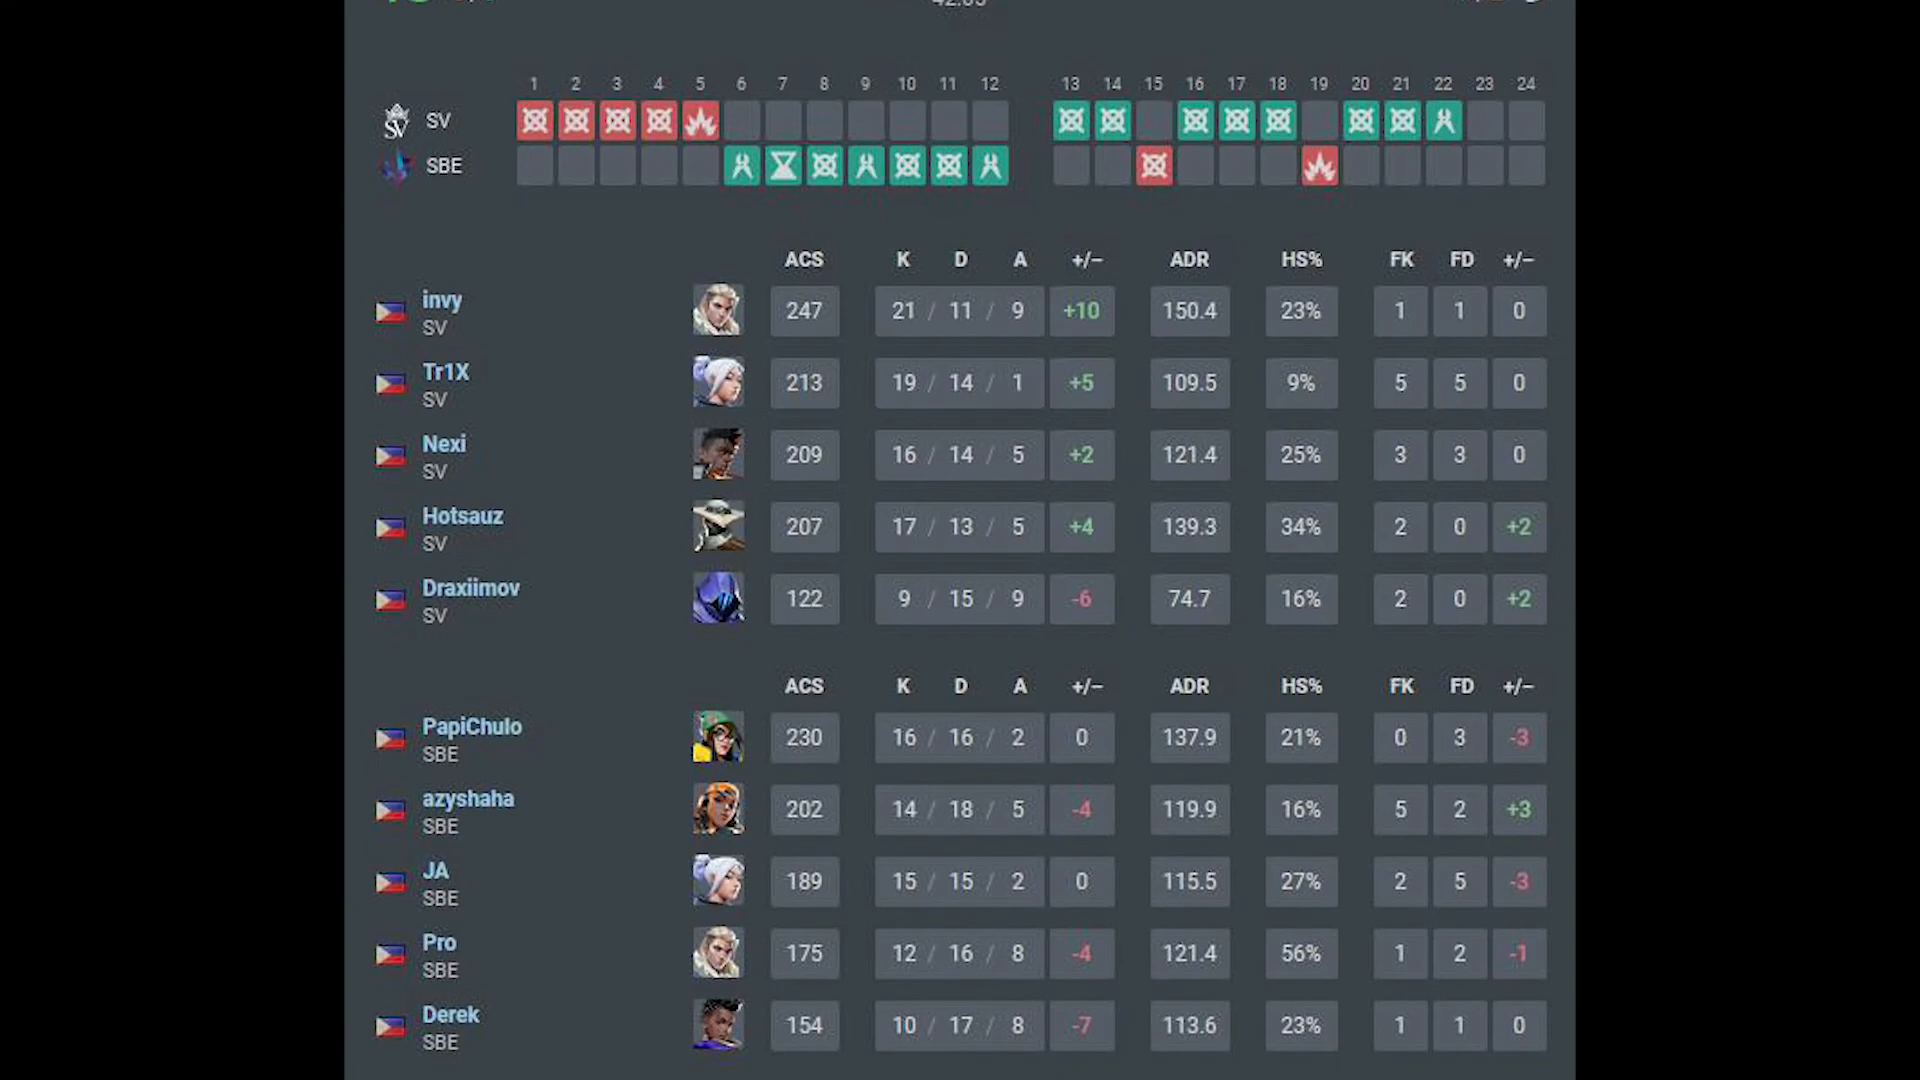 1 2 3 4 5 6 7 8 9 10 11 12 13 14 15 16 17 18 19 20 21 22 23 24
SV SV
SBE
ACS K D A +/– ADR HS% FK FD +/–
invy 247 21 / 11 / 9 +10 150.4 23% 1 1 0
SV
Tr1X 213 19 / 14 / 1 +5 109.5 9% 5 5 0
SV
Nexi 209 16 / 14 / 5 +2 121.4 25% 3 3 0
SV
Hotsauz 207 17 / 13 / 5 +4 139.3 34% 2 0 +2
SV
Draxiimov 122 9 / 15 / 9 -6 74.7 16% 2 0 +2
SV
ACS K D A +/– ADR HS% FK FD +/–
PapiChulo 230 16 / 16 / 2 0 137.9 21% 0 3 -3
SBE
azyshaha 202 14 / 18 / 5 -4 119.9 16% 5 2 +3
SBE
JA 189 15 / 15 / 2 0 115.5 27% 2 5 -3
SBE
Pro 175 12 / 16 / 8 -4 121.4 56% 1 2 -1
SBE
Derek 154 10 / 17 / 8 -7 113.6 23% 1 1 0
SBE